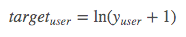 target_user = ln(y_user + 1)